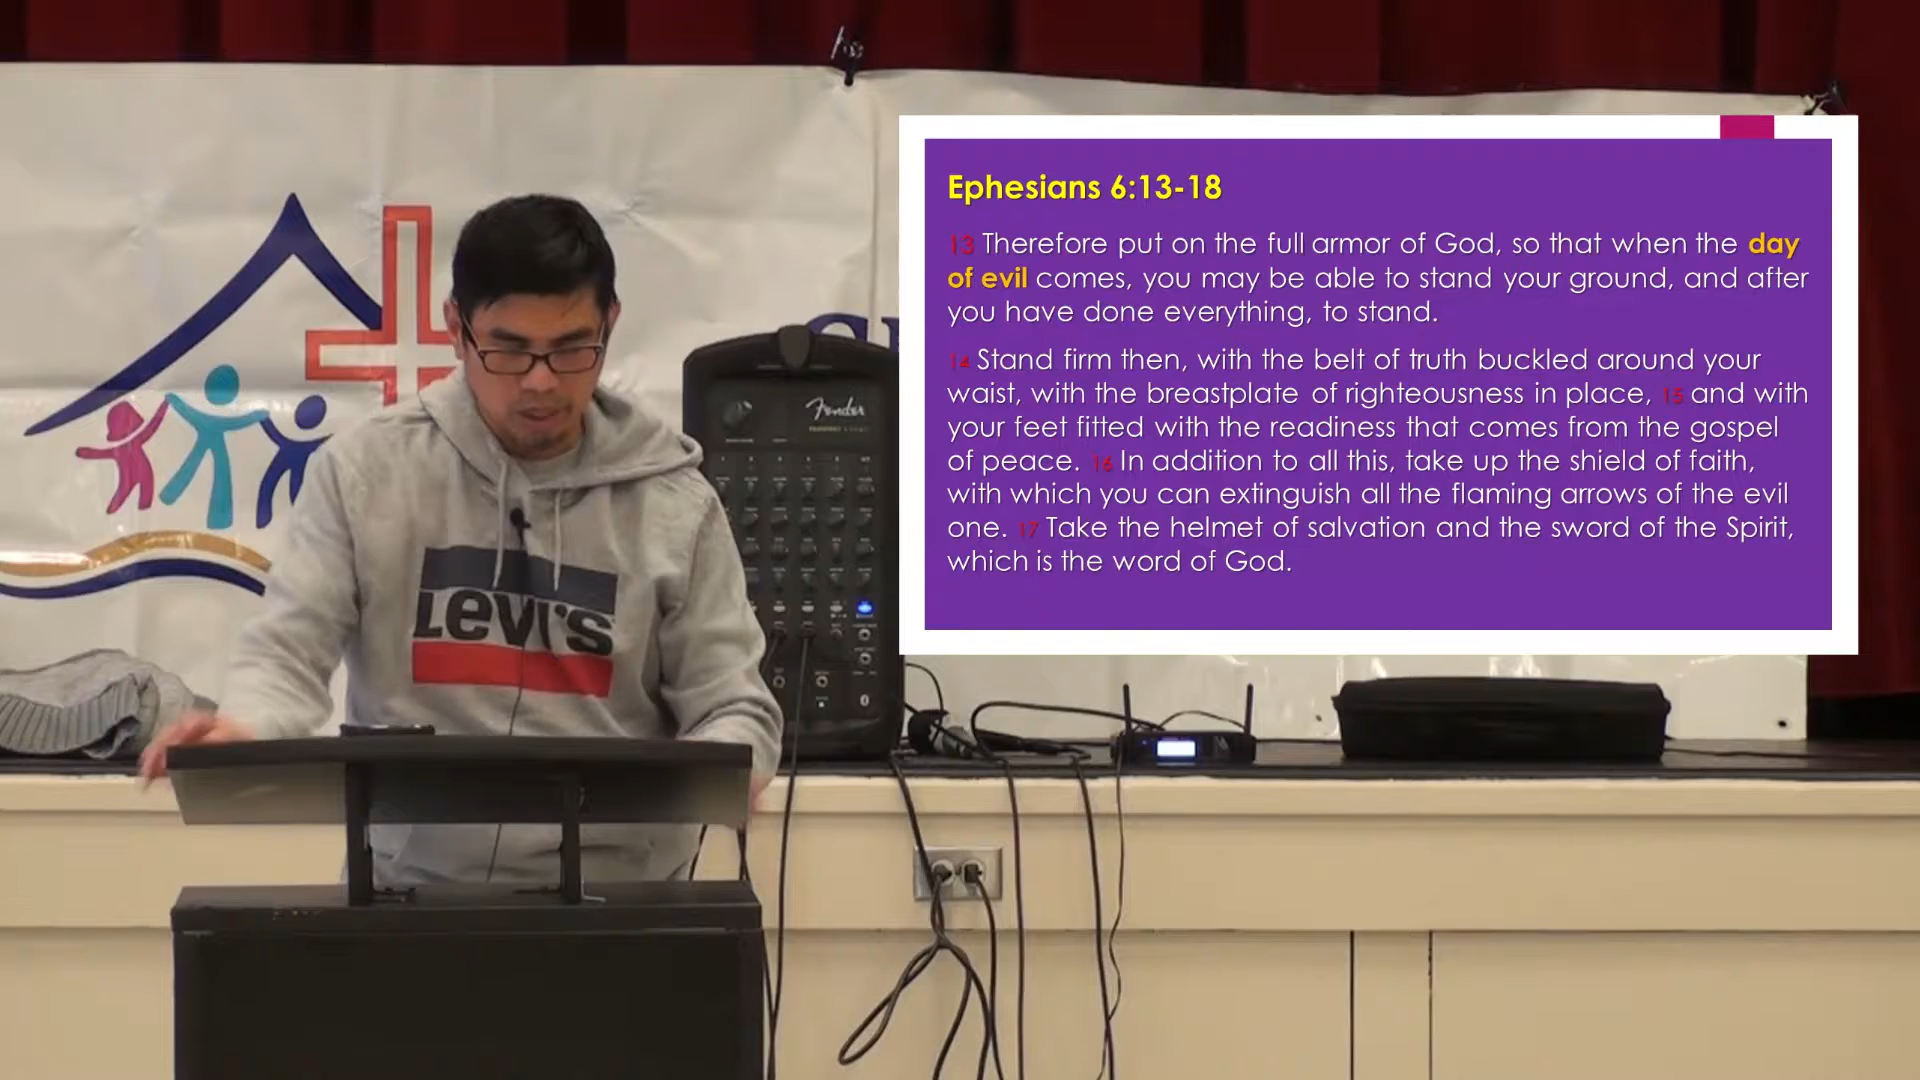 Ephesians 6:13-18
13 Therefore put on the full armor of God, so that when the day
of evil comes, you may be able to stand your ground, and after
you have done everything, to stand.
14 Stand firm then, with the belt of truth buckled around your
waist, with the breastplate of righteousness in place, 15 and with
your feet fitted with the readiness that comes from the gospel
of peace. 16 In addition to all this, take up the shield of faith,
with which you can extinguish all the flaming arrows of the evil
one. 17 Take the helmet of salvation and the sword of the Spirit,
which is the word of God.
Fender
LEVI'S